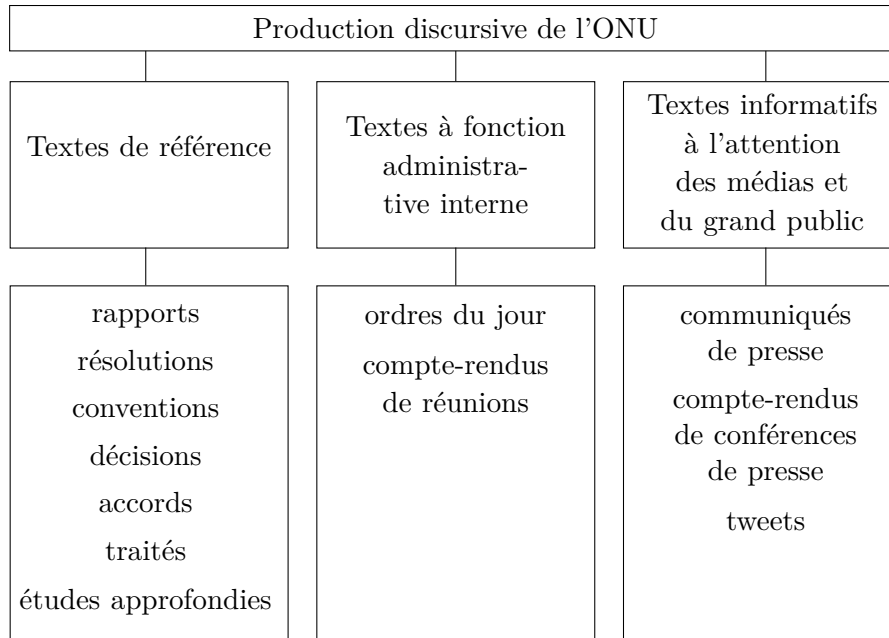 Production discursive de l'ONU
Textes de référence
Textes à fonction
administra-
tive interne
Textes informatifs
à l'attention
des médias et
du grand public
rapports
résolutions
conventions
décisions
accords
traités
études approfondies
ordres du jour
compte-rendus
de réunions
communiqués
de presse
compte-rendus
de conférences
de presse
tweets